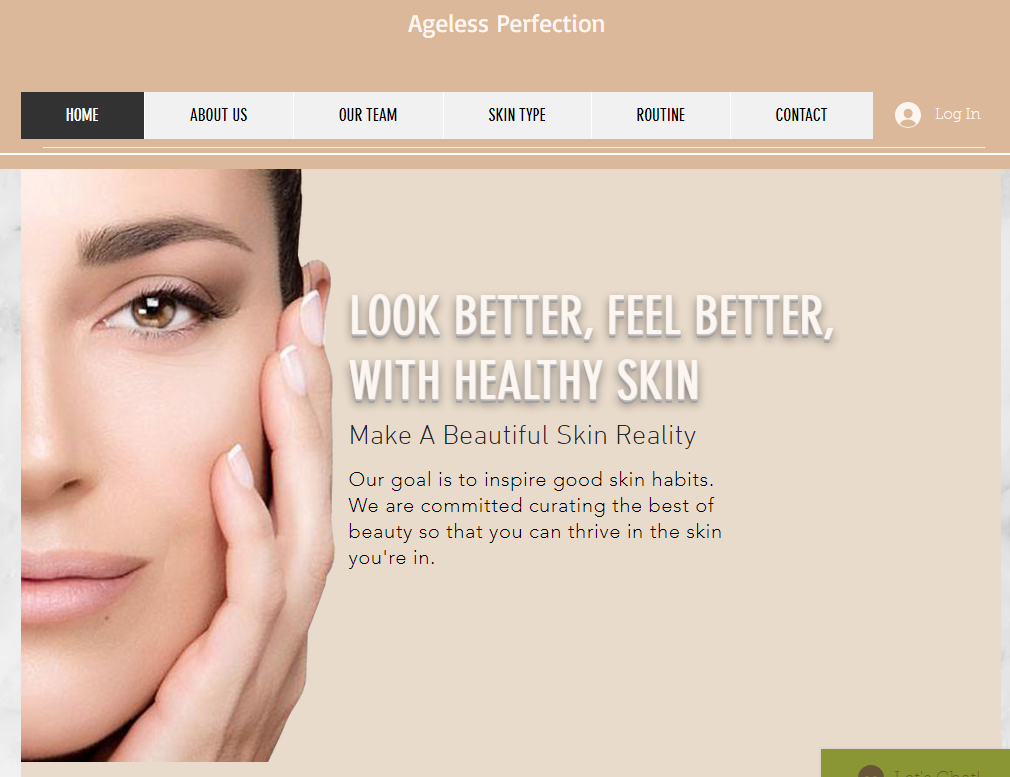 Ageless Perfection
HOME ABOUT US OUR TEAM SKIN TYPE ROUTINE CONTACT Log In
LOOK BETTER, FEEL BETTER,
WITH HEALTHY SKIN
Make A Beautiful Skin Reality
Our goal is to inspire good skin habits.
We are committed curating the best of
beauty so that you can thrive in the skin
you're in.
Let's Chat!